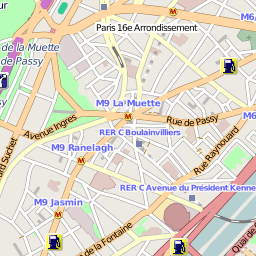 Paris 16e Arrondissement
de la Muette
de Passy
M6
M9 La Muette
Rue de Passy
M6
Avenue Ingres
RER C Boulainvilliers
M9 Ranelagh
Rue Raynouard
Suchet
RER C Avenue du Président Kenne
M9 Jasmin
de la Fontaine
Quai de